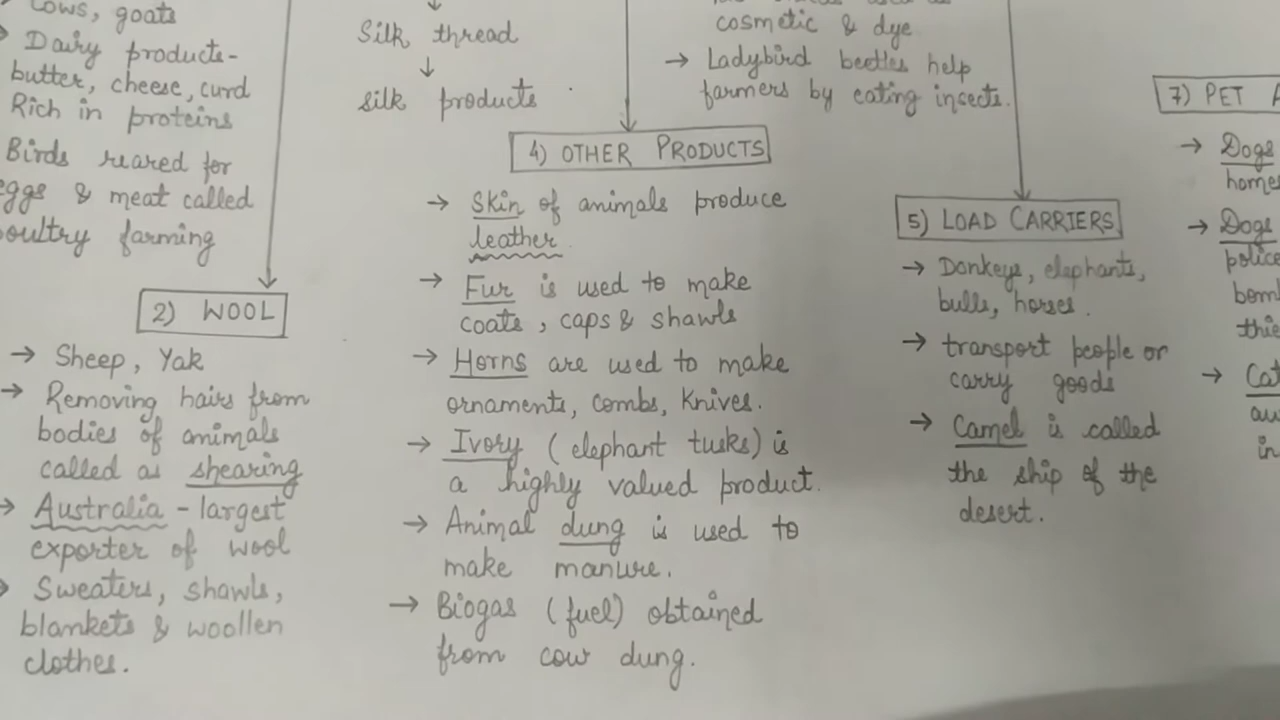 cows, goats
→ Dairy products-
butter, cheese, curd
Rich in proteins
Birds reared for
eggs & meat called
poultry farming
2) WOOL
→ Sheep, Yak
→ Removing hairs from
bodies of animals
called as shearing
→ Australia - largest
exporter of wool
→ Sweaters, shawls,
blankets & woollen
clothes.
Silk thread
↓
silk products
4) OTHER PRODUCTS
→ Skin of animals produce
leather
→ Fur is used to make
coats, caps & shawls
→ Horns are used to make
ornaments, combs, knives.
→ Ivory (elephant tusks) is
a highly valued product.
→ Animal dung is used to
make manure.
→ Biogas (fuel) obtained
from cow dung.
cosmetic & dye
→ Ladybird beetles help
farmers by eating insects.
5) LOAD CARRIERS
→ Donkeys, elephants,
bulls, horses.
→ transport people or
carry goods
→ Camel is called
the ship of the
desert.
7) PET
→ Dogs
home
→ Dogs
police
bom
thie
→ Cat
au
in